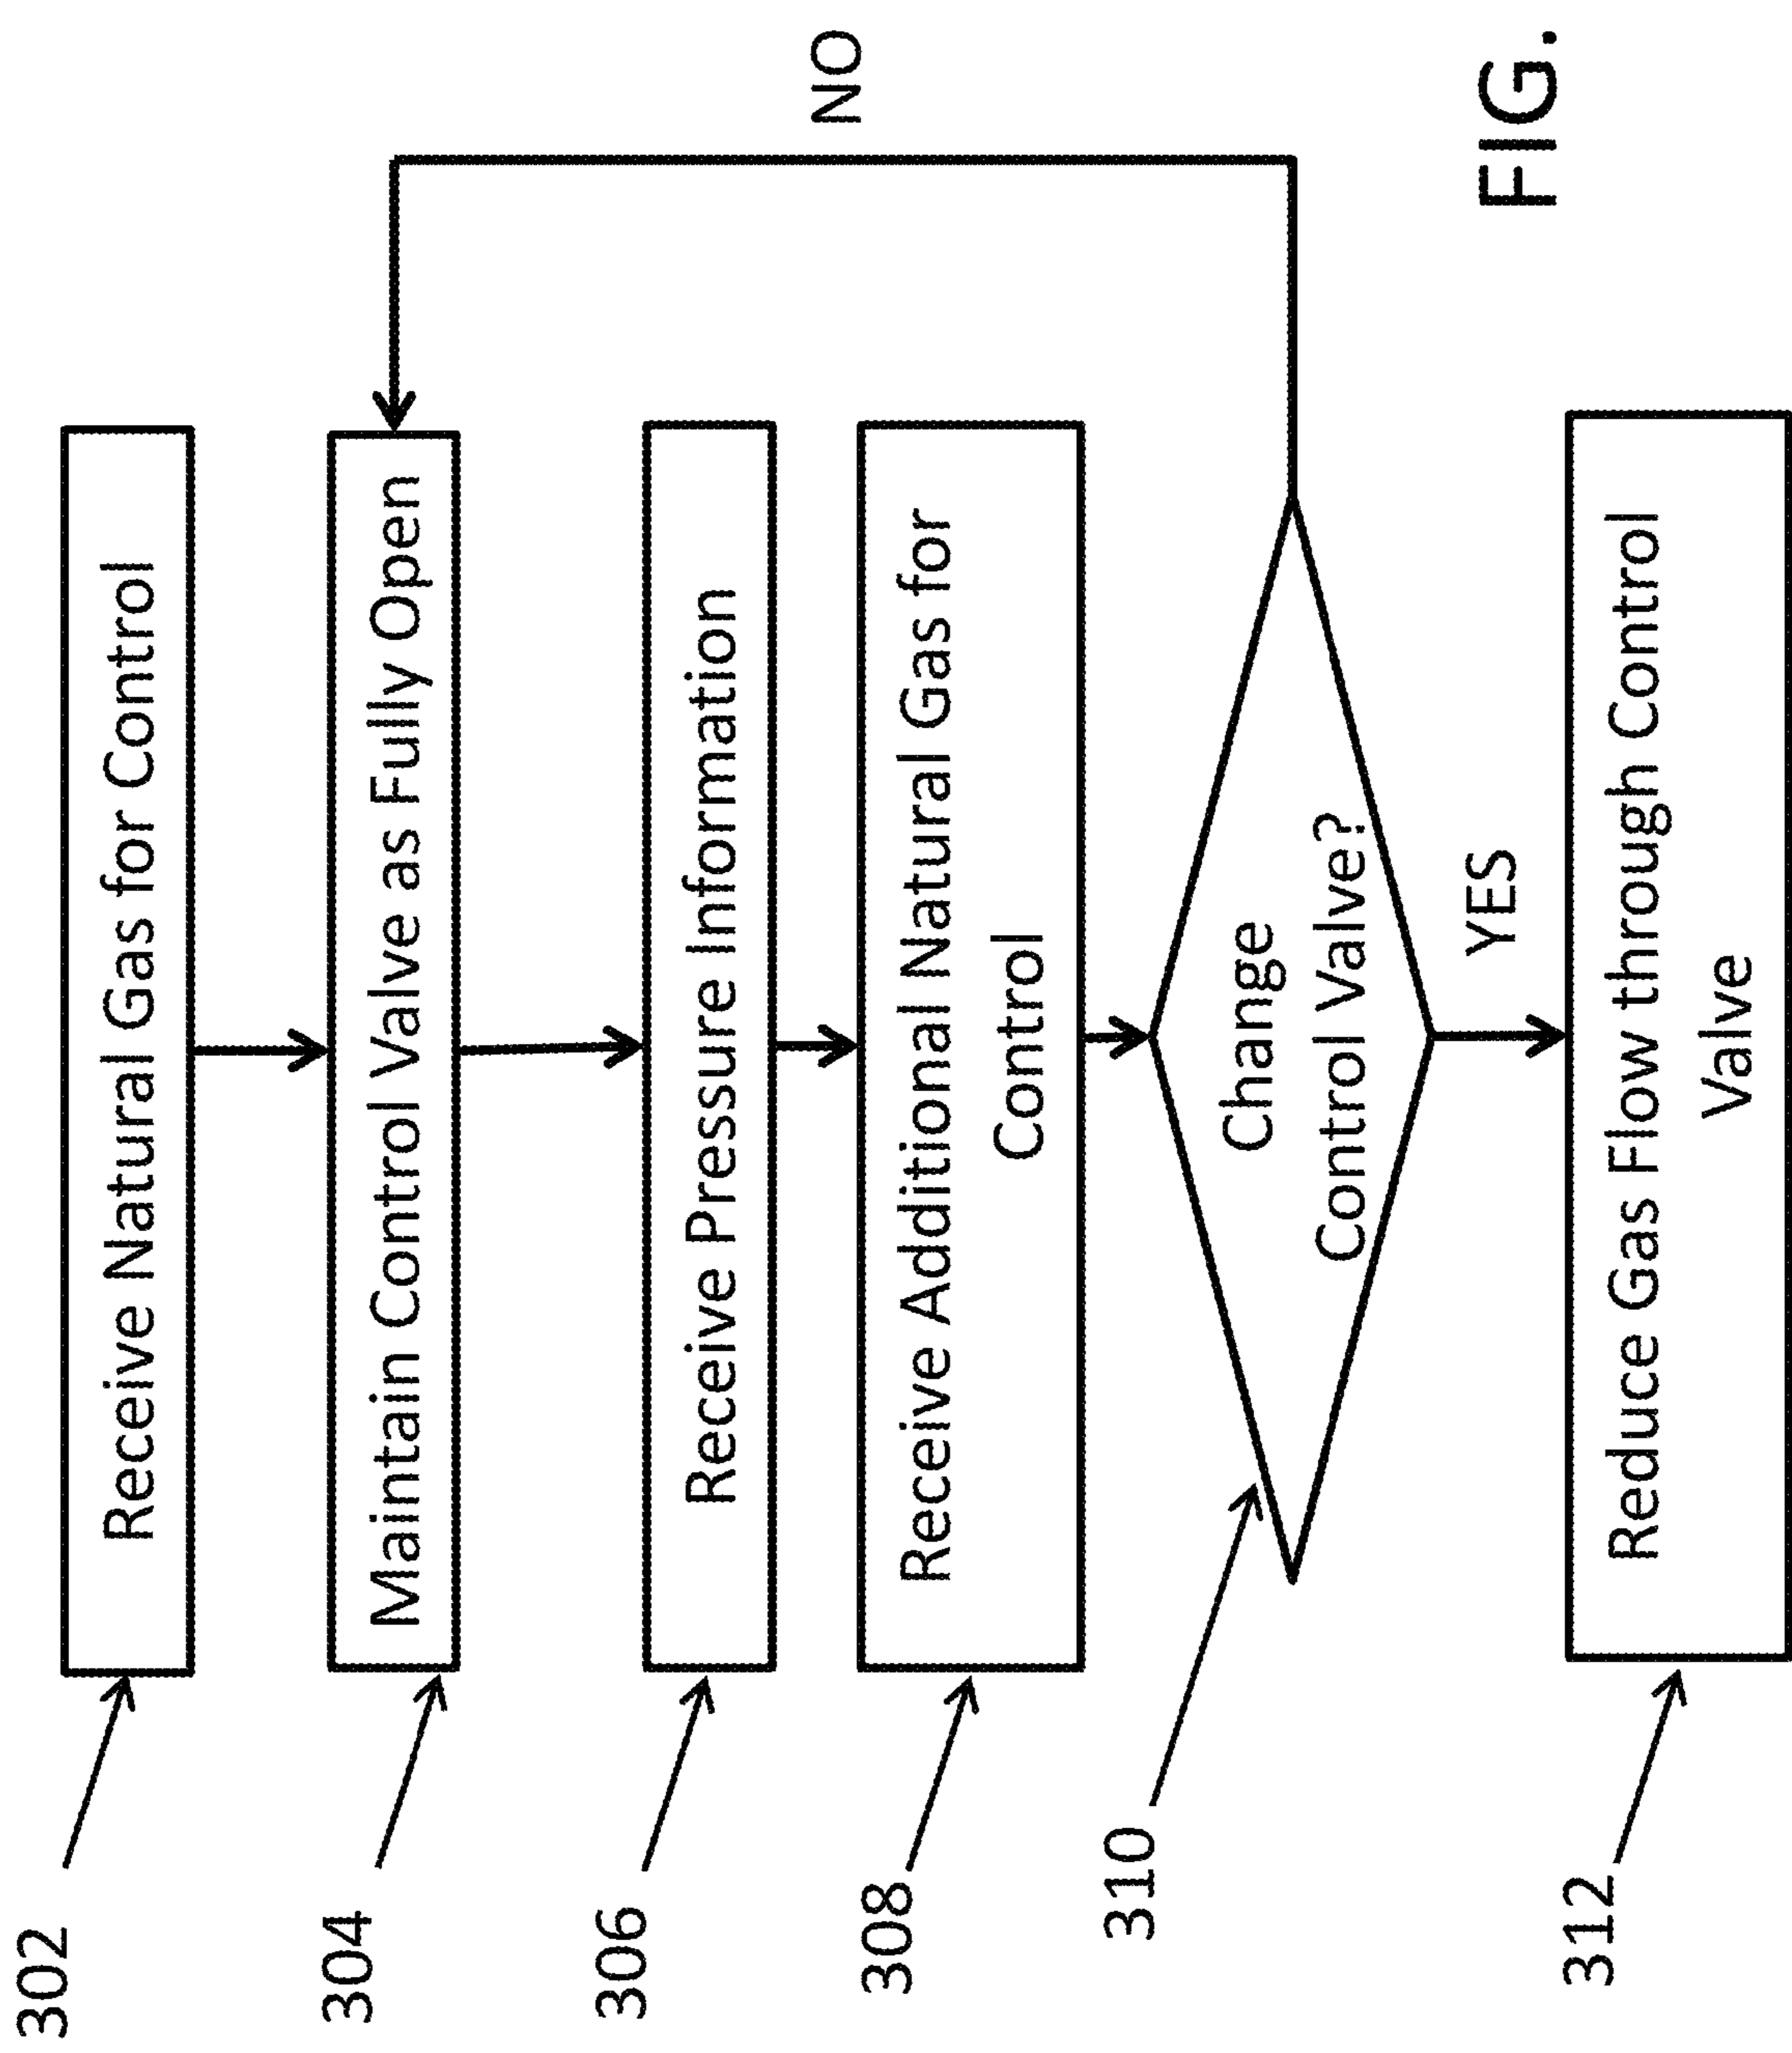 302
Receive Natural Gas for Control
304
Maintain Control Valve as Fully Open
306
Receive Pressure Information
308
Receive Additional Natural Gas for
Control
310
Change
Control Valve?
NO
YES
312
Reduce Gas Flow through Control
Valve
FIG.